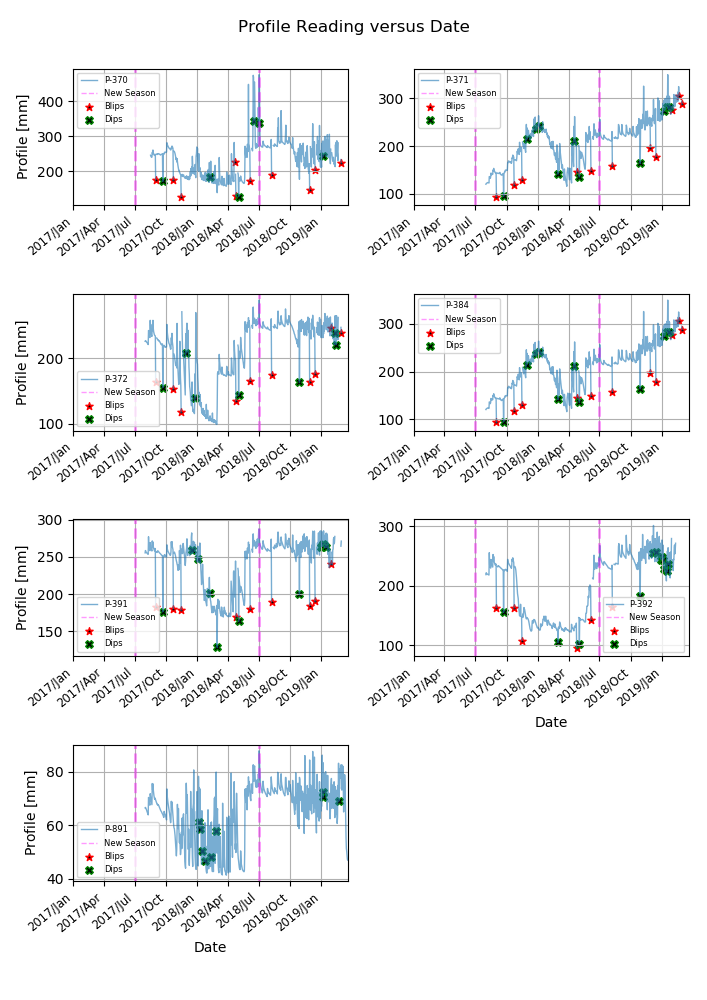 Profile Reading versus Date
Profile [mm]
400
300
200
P-370
New Season
Blips
Dips
2017/Jan
2017/Apr
2017/Jul
2017/Oct
2018/Jan
2018/Apr
2018/Jul
2018/Oct
2019/Jan
300
200
100
P-371
New Season
Blips
Dips
2017/Jan
2017/Apr
2017/Jul
2017/Oct
2018/Jan
2018/Apr
2018/Jul
2018/Oct
2019/Jan
Profile [mm]
200
100
P-372
New Season
Blips
Dips
2017/Jan
2017/Apr
2017/Jul
2017/Oct
2018/Jan
2018/Apr
2018/Jul
2018/Oct
2019/Jan
300
200
100
P-384
New Season
Blips
Dips
2017/Jan
2017/Apr
2017/Jul
2017/Oct
2018/Jan
2018/Apr
2018/Jul
2018/Oct
2019/Jan
Profile [mm]
300
250
200
150
P-391
New Season
Blips
Dips
2017/Jan
2017/Apr
2017/Jul
2017/Oct
2018/Jan
2018/Apr
2018/Jul
2018/Oct
2019/Jan
300
200
100
P-392
New Season
Blips
Dips
2017/Jan
2017/Apr
2017/Jul
2017/Oct
2018/Jan
2018/Apr
2018/Jul
2018/Oct
2019/Jan
Date
Profile [mm]
80
60
40
P-891
New Season
Blips
Dips
2017/Jan
2017/Apr
2017/Jul
2017/Oct
2018/Jan
2018/Apr
2018/Jul
2018/Oct
2019/Jan
Date